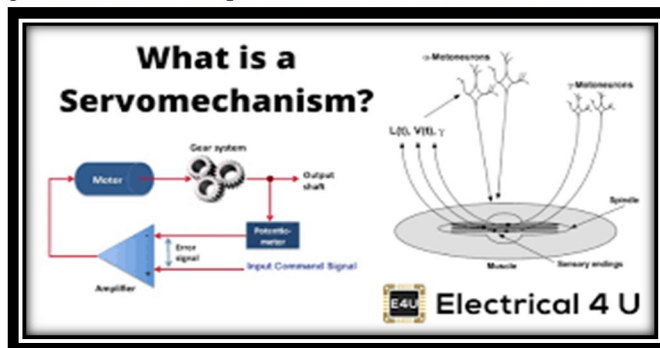 What is a
Servomechanism?
Gear system
Motor
Output
shaft
Potentio-
meter
Error
signal
Input Command Signal
Amplifier
α-Motoneurons
γ-Motoneurons
L(t), V(t), γ
Spindle
Muscle
Sensory endings
E4U Electrical 4 U